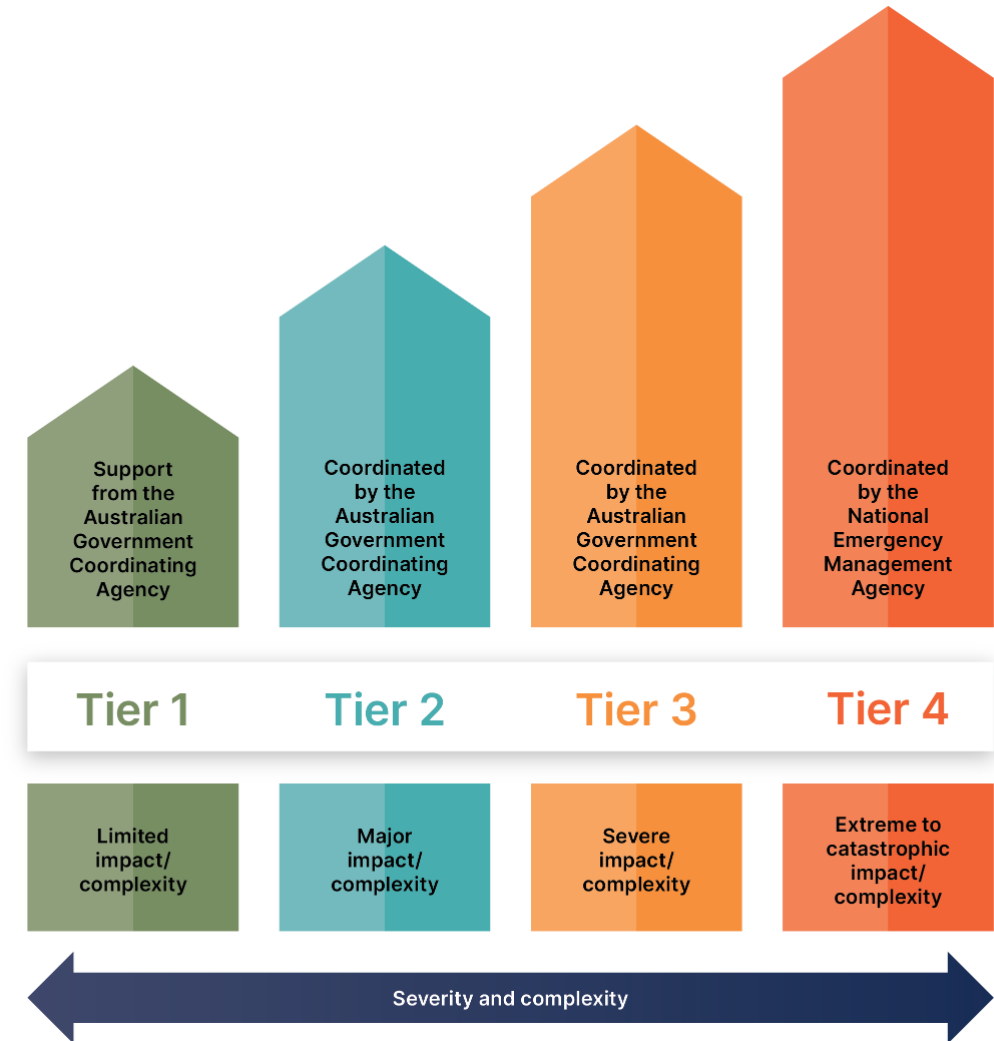 Support
from the
Australian
Government
Coordinating
Agency
Coordinated
by the
Australian
Government
Coordinating
Agency
Coordinated
by the
Australian
Government
Coordinating
Agency
Coordinated
by the
National
Emergency
Management
Agency
Tier 1
Tier 2
Tier 3
Tier 4
Limited
impact/
complexity
Major
impact/
complexity
Severe
impact/
complexity
Extreme to
catastrophic
impact/
complexity
Severity and complexity